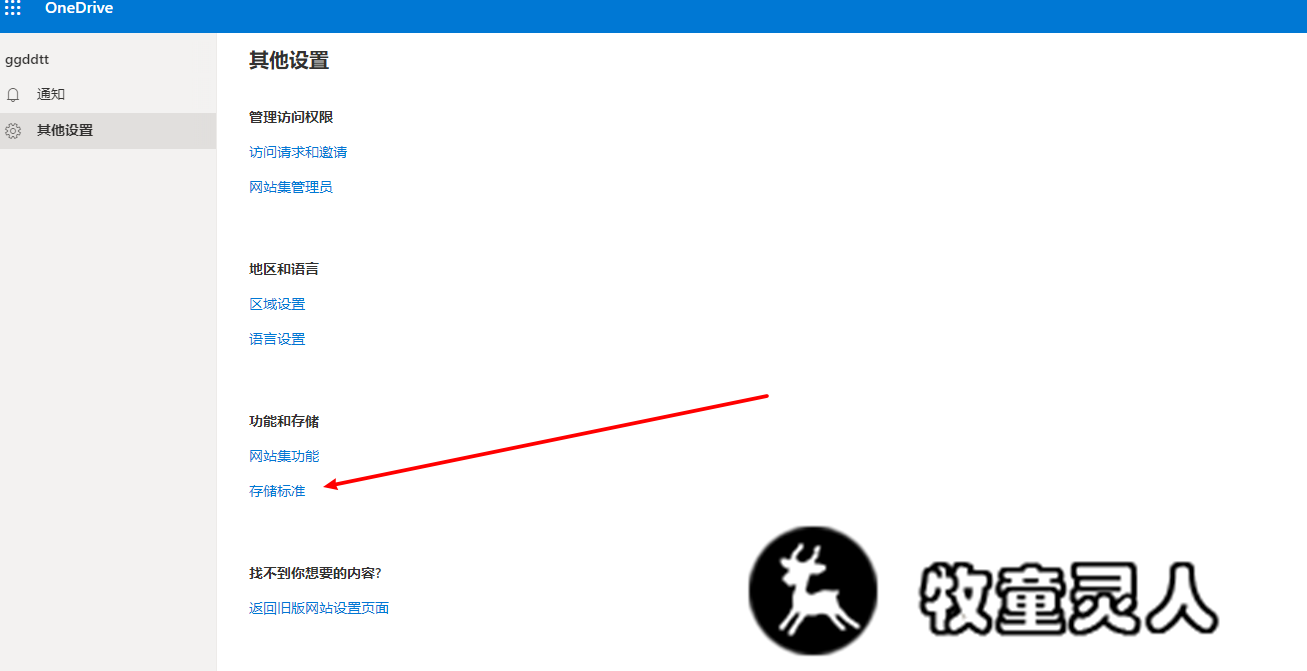 OneDrive
ggddtt
通知
其他设置
其他设置
管理访问权限
访问请求和邀请
网站集管理员
地区和语言
区域设置
语言设置
功能和存储
网站集功能
存储标准
找不到你想要的内容?
返回旧版网站设置页面
牧童灵人